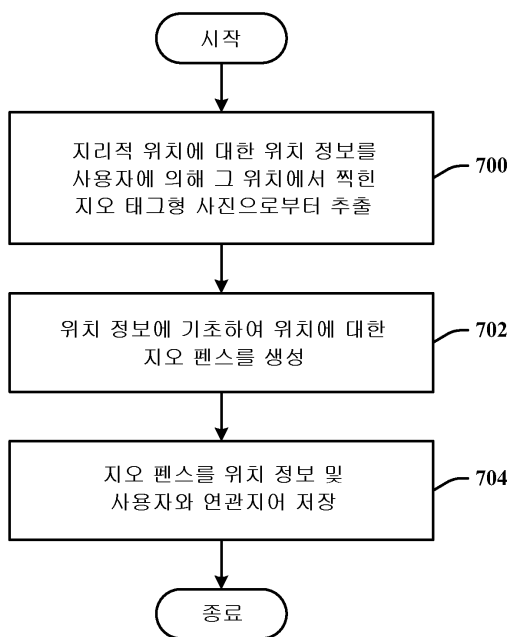 시작
지리적 위치에 대한 위치 정보를
사용자에 의해 그 위치에서 찍힌
지오 태그형 사진으로부터 추출
700
위치 정보에 기초하여 위치에 대한
지오 펜스를 생성
702
지오 펜스를 위치 정보 및
사용자와 연관지어 저장
704
종료